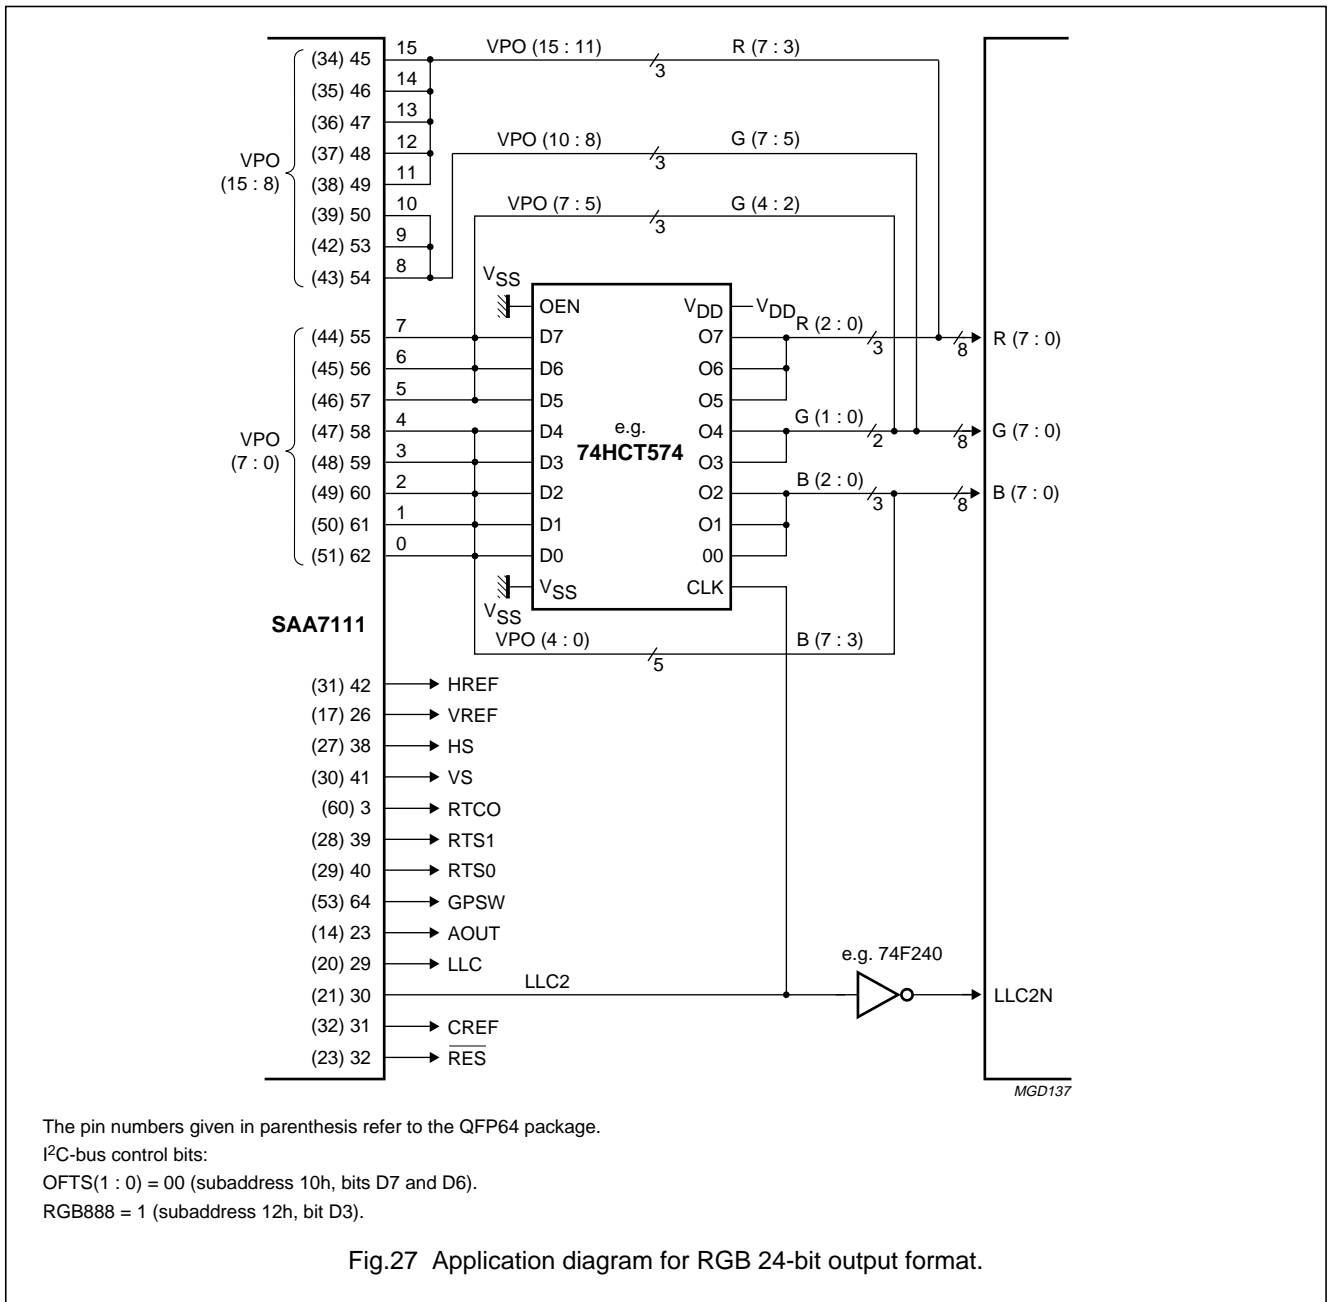 (34) 45 15 VPO (15 : 11) 3 R (7 : 3)
(35) 46 14
(36) 47 13
(37) 48 12 VPO (10 : 8) 3 G (7 : 5)
VPO
(15 : 8)
(38) 49 11
(39) 50 10 VPO (7 : 5) 3 G (4 : 2)
(42) 53 9
(43) 54 8
VSS OEN VDD VDD
(44) 55 7 D7 O7 R (2 : 0) 3 8 R (7 : 0)
(45) 56 6 D6 O6
(46) 57 5 D5 O5
(47) 58 4 D4 O4 G (1 : 0) 2 8 G (7 : 0)
e.g.
74HCT574
VPO
(7 : 0)
(48) 59 3 D3 O3
(49) 60 2 D2 O2 B (2 : 0) 3 8 B (7 : 0)
(50) 61 1 D1 O1
(51) 62 0 D0 00
VSS VSS CLK
SAA7111
VPO (4 : 0) 5 B (7 : 3)
(31) 42 HREF
(17) 26 VREF
(27) 38 HS
(30) 41 VS
(60) 3 RTCO
(28) 39 RTS1
(29) 40 RTS0
(53) 64 GPSW
(14) 23 AOUT
(20) 29 LLC
e.g. 74F240
(21) 30 LLC2 LLC2N
(32) 31 CREF
(23) 32 RES
MGD137
The pin numbers given in parenthesis refer to the QFP64 package.
I2C-bus control bits:
OFTS(1 : 0) = 00 (subaddress 10h, bits D7 and D6).
RGB888 = 1 (subaddress 12h, bit D3).
Fig.27 Application diagram for RGB 24-bit output format.